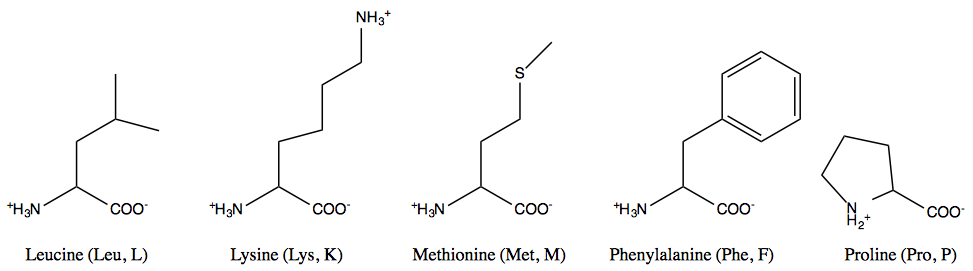 NH₃⁺
S
⁺H₃N COO⁻ ⁺H₃N COO⁻ ⁺H₃N COO⁻ ⁺H₃N COO⁻ N H₂⁺ COO⁻
Leucine (Leu, L) Lysine (Lys, K) Methionine (Met, M) Phenylalanine (Phe, F) Proline (Pro, P)